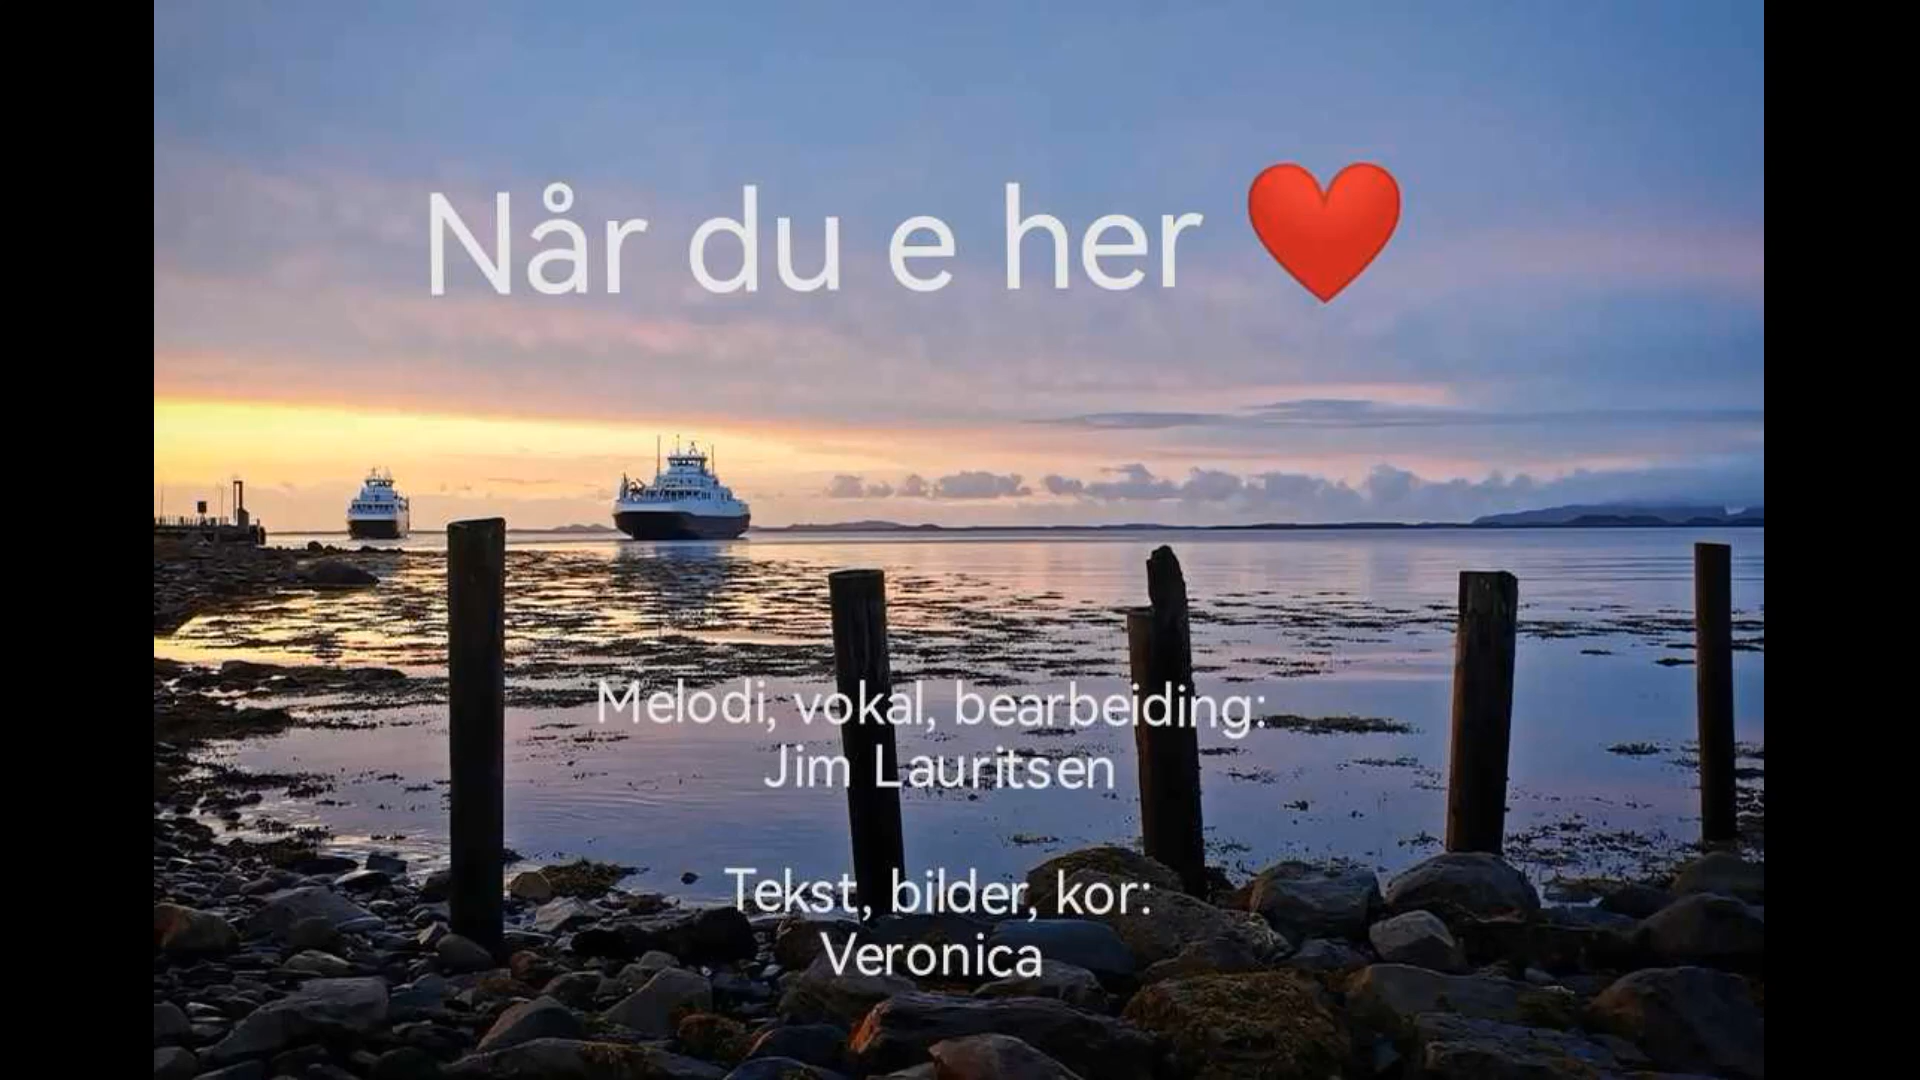 Når du e her ❤️
Melodi, vokal, bearbeiding:
Jim Lauritsen
Tekst, bilder, kor:
Veronica